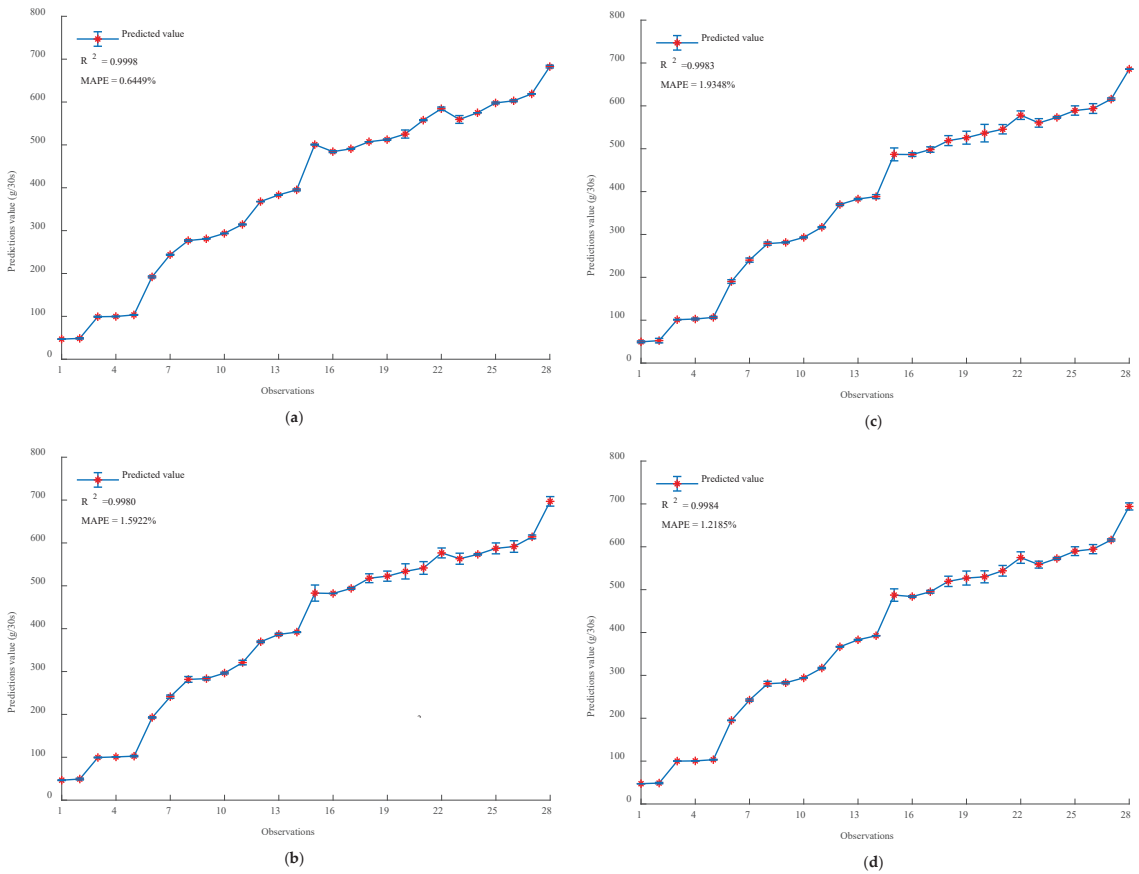 800
700
600
500
400
300
200
100
0
Predictions value (g/30s)
Predicted value
R 2 = 0.9998
MAPE = 0.6449%
1 4 7 10 13 16 19 22 25 28
Observations
(a)
800
700
600
500
400
300
200
100
0
Predictions value (g/30s)
Predicted value
R 2 = 0.9983
MAPE = 1.9348%
1 4 7 10 13 16 19 22 25 28
Observations
(c)
800
700
600
500
400
300
200
100
0
Predictions value (g/30s)
Predicted value
R 2 =0.9980
MAPE = 1.5922%
1 4 7 10 13 16 19 22 25 28
Observations
(b)
800
700
600
500
400
300
200
100
0
Predictions value (g/30s)
Predicted value
R 2 = 0.9984
MAPE = 1.2185%
1 4 7 10 13 16 19 22 25 28
Observations
(d)